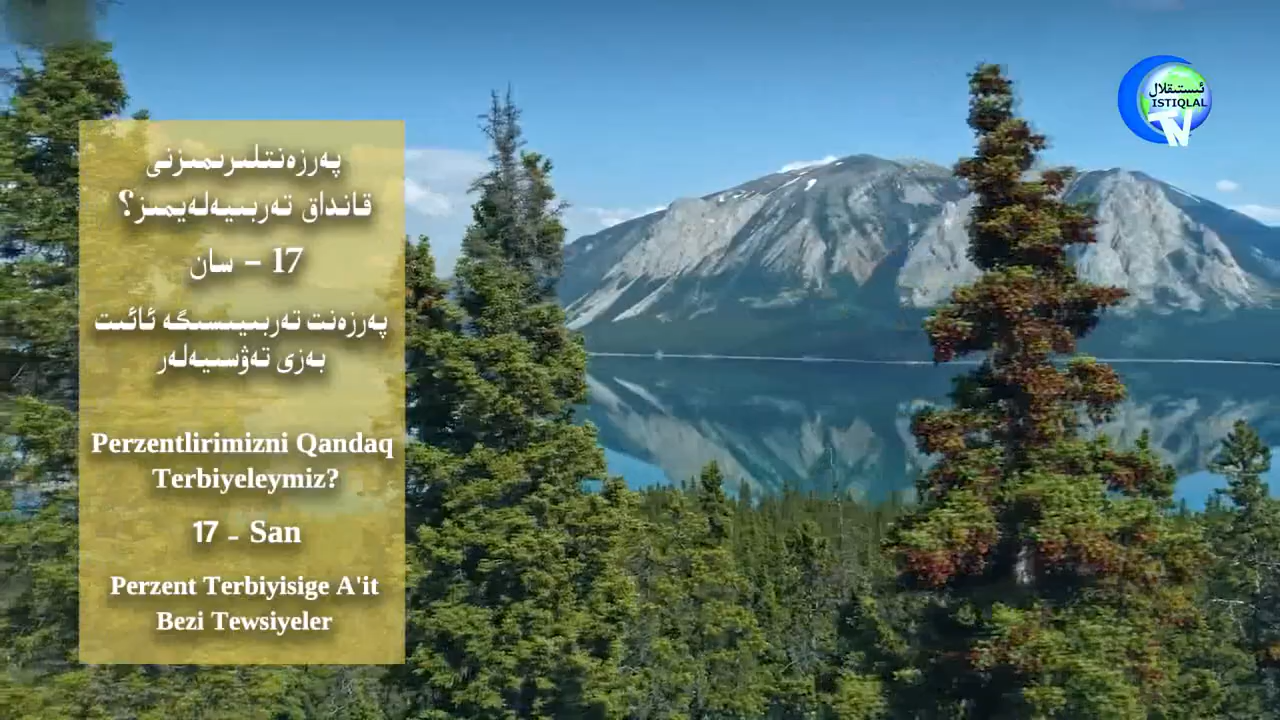 پەرزەنتلىرىمىزنى
قانداق تەربىيەلەيمىز؟
17 - سان
پەرزەنت تەربىيىسىگە ئائىت
بەزى تەۋسىيەلەر
Perzentlirimizni Qandaq
Terbiyeleymiz?
17 - San
Perzent Terbiyisige A'it
Bezi Tewsiyeler
ئىستىقلال
ISTIQLAL
TV